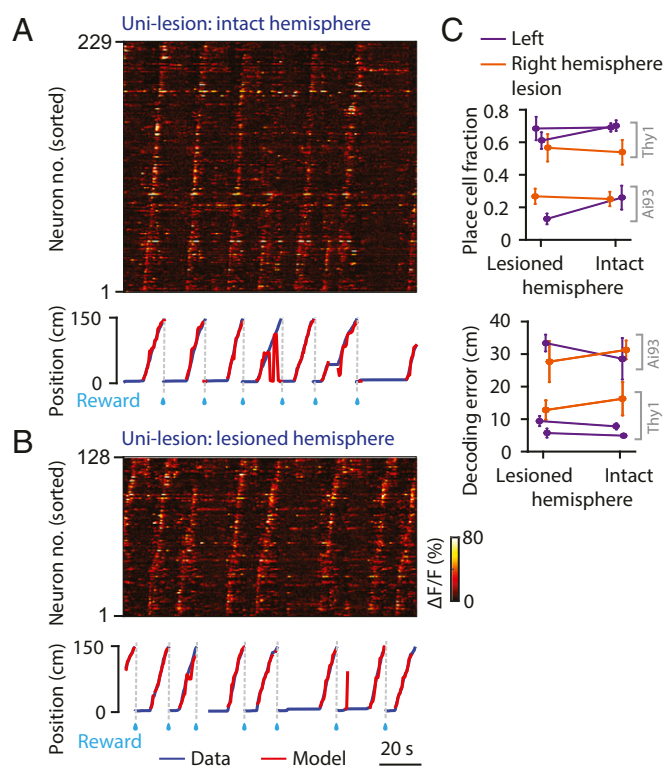 A
Uni-lesion: intact hemisphere
229
Neuron no. (sorted)
1
150
Position (cm)
0
Reward
B
Uni-lesion: lesioned hemisphere
128
Neuron no. (sorted)
1
80
ΔF/F (%)
0
150
Position (cm)
0
Reward
Data
Model
20 s
C
Left
Right hemisphere
lesion
Place cell fraction
0.8
0.6
0.4
0.2
0
Thy1
Ai93
Lesioned Intact
hemisphere
Decoding error (cm)
50
40
30
20
10
0
Ai93
Thy1
Lesioned Intact
hemisphere